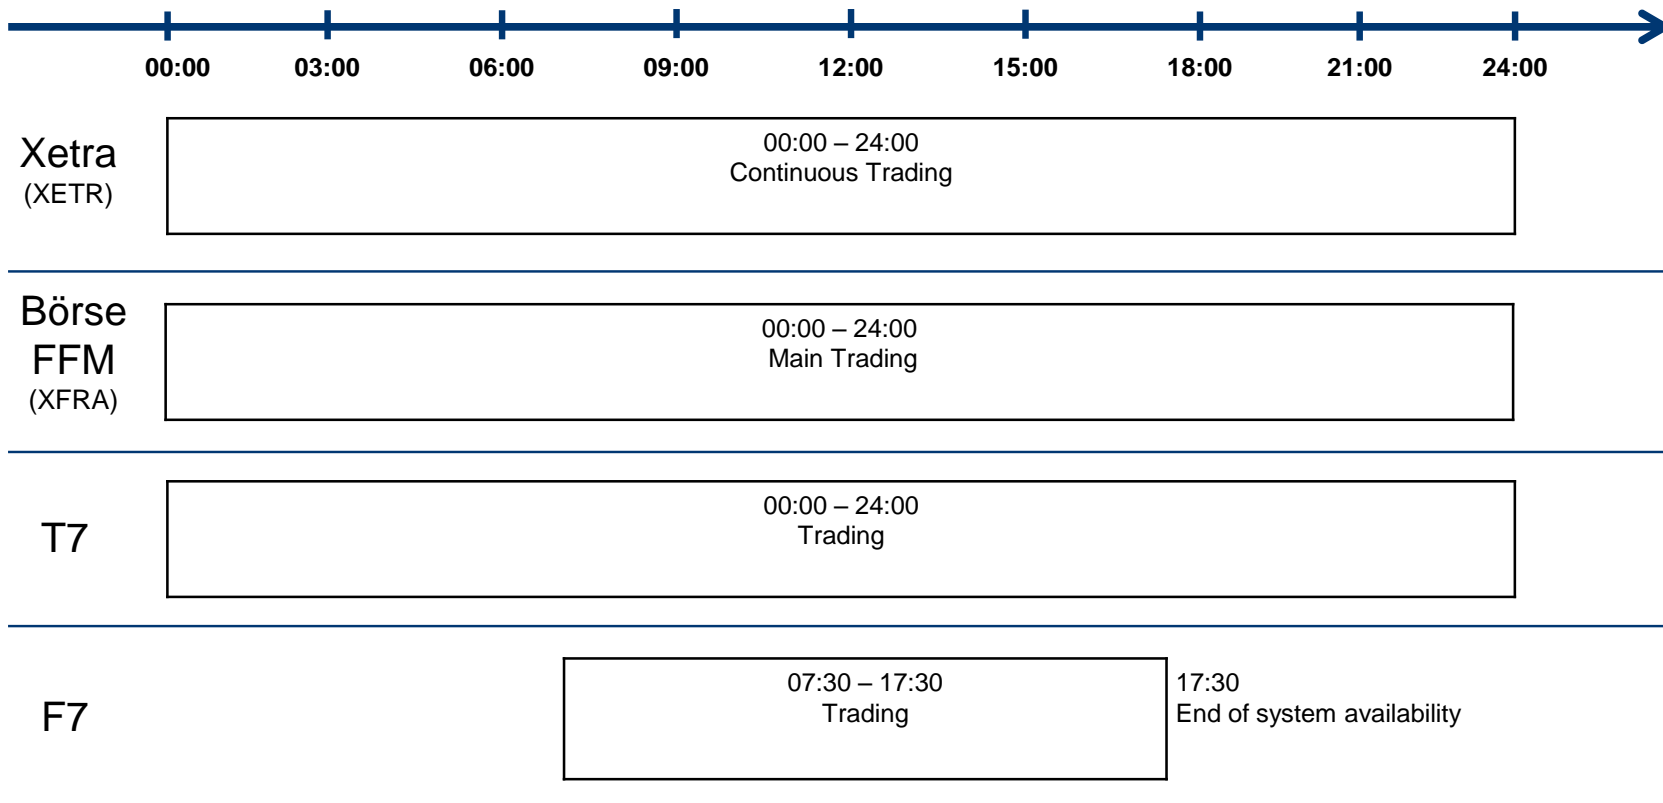 00:00 03:00 06:00 09:00 12:00 15:00 18:00 21:00 24:00
Xetra
(XETR)
00:00 – 24:00
Continuous Trading
Börse
FFM
(XFRA)
00:00 – 24:00
Main Trading
T7
00:00 – 24:00
Trading
F7
07:30 – 17:30
Trading
17:30
End of system availability